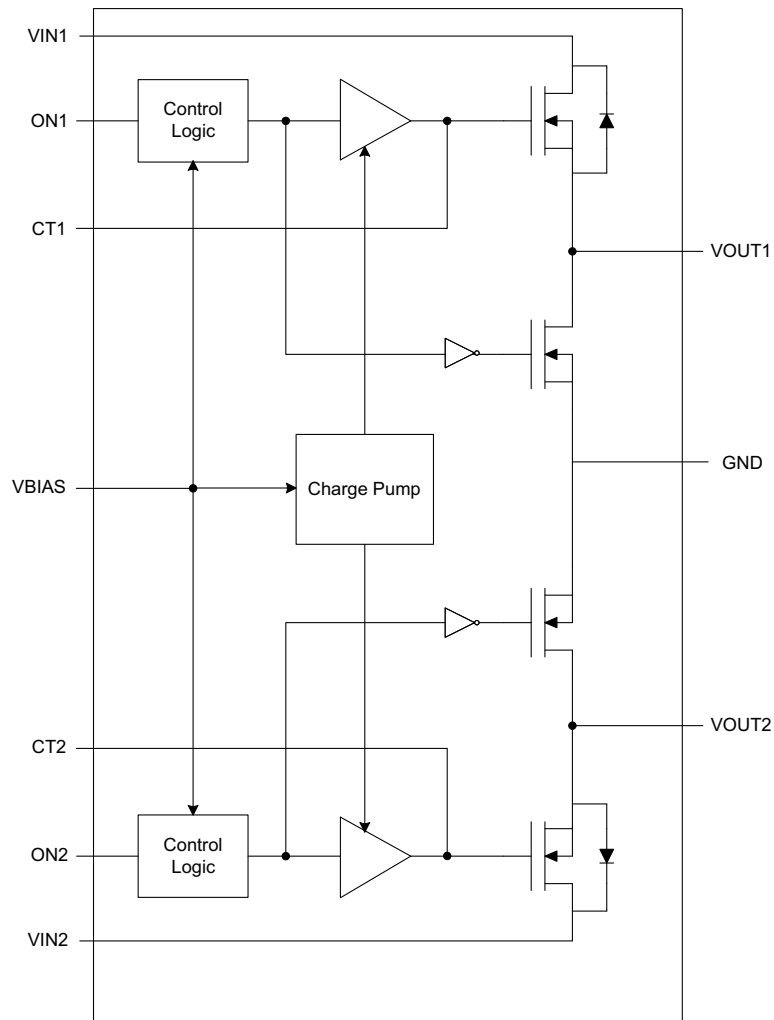 VIN1
Control
Logic
ON1
CT1
VOUT1
GND
VBIAS
Charge Pump
VOUT2
CT2
Control
Logic
ON2
VIN2